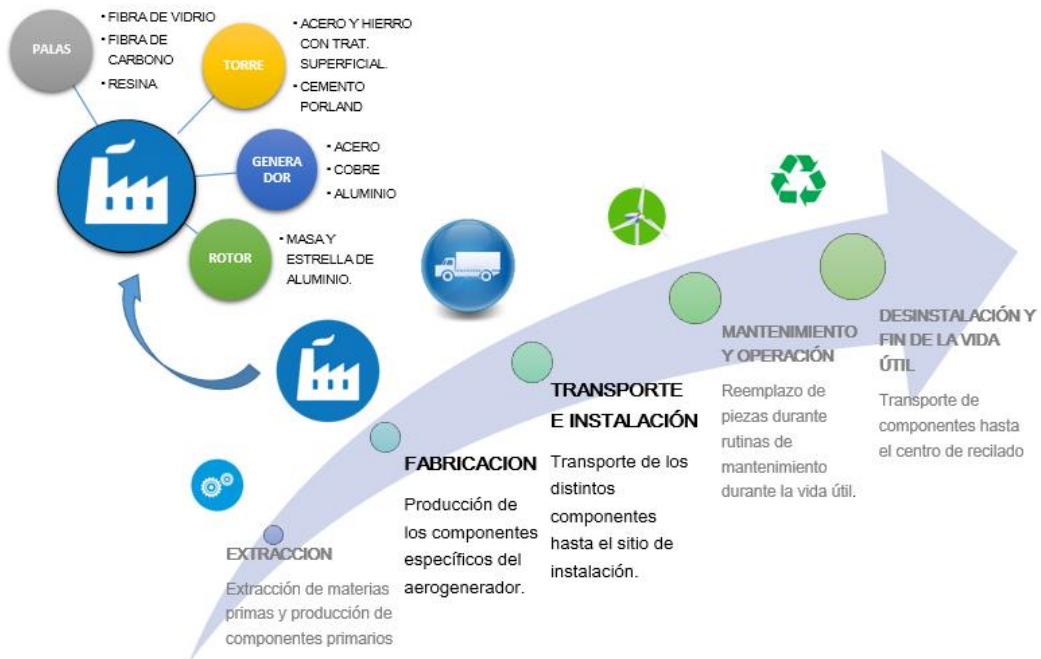 PALAS
• FIBRA DE VIDRIO
• FIBRA DE
CARBONO
• RESINA
TORRE
• ACERO Y HIERRO
CON TRAT.
SUPERFICIAL.
• CEMENTO
PORLAND
GENERA
DOR
• ACERO
• COBRE
• ALUMINIO
ROTOR
• MASA Y
ESTRELLA DE
ALUMINIO.
EXTRACCION
Extracción de materias
primas y producción de
componentes primarios
FABRICACION
Producción de
los componentes
específicos del
aerogenerador.
TRANSPORTE
E INSTALACIÓN
Transporte de los
distintos
componentes
hasta el sitio de
instalación.
MANTENIMIENTO
Y OPERACIÓN
Reemplazo de
piezas durante
rutinas de
mantenimiento
durante la vida útil.
DESINSTALACIÓN Y
FIN DE LA VIDA
ÚTIL
Transporte de
componentes hasta
el centro de recilado